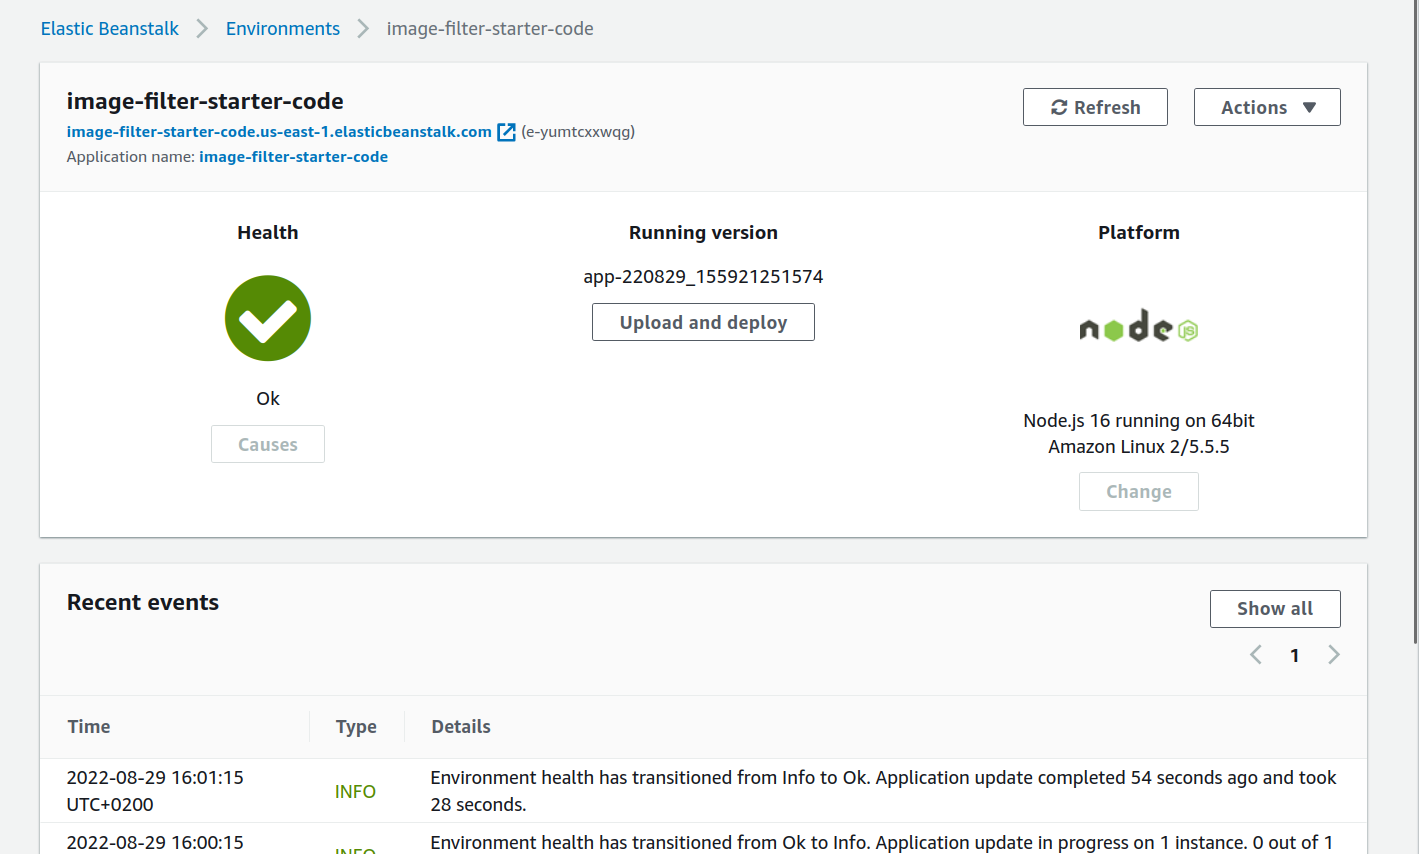 Elastic Beanstalk > Environments > image-filter-starter-code
image-filter-starter-code
Refresh
Actions
image-filter-starter-code.us-east-1.elasticbeanstalk.com (e-yumtcxxwqg)
Application name: image-filter-starter-code
Health
Ok
Causes
Running version
app-220829_155921251574
Upload and deploy
Platform
node JS
Node.js 16 running on 64bit
Amazon Linux 2/5.5.5
Change
Recent events
Show all
1
Time Type Details
2022-08-29 16:01:15
UTC+0200
INFO
Environment health has transitioned from Info to Ok. Application update completed 54 seconds ago and took
28 seconds.
2022-08-29 16:00:15
INFO
Environment health has transitioned from Ok to Info. Application update in progress on 1 instance. 0 out of 1